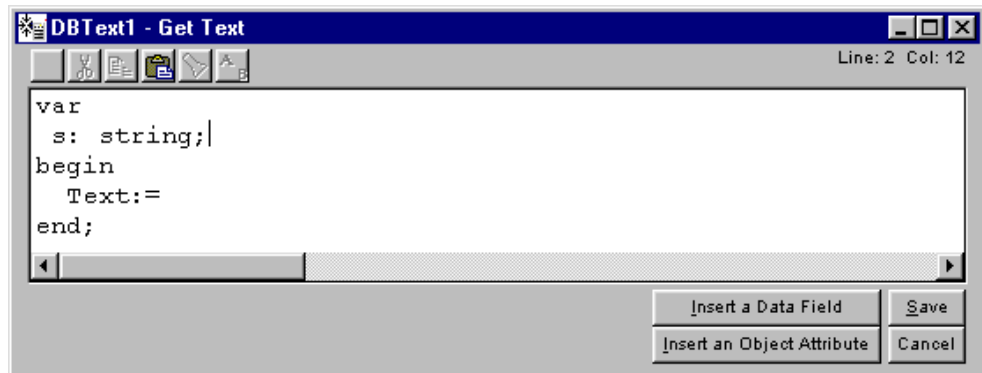 DBText1 - Get Text
Line: 2 Col: 12
var
s: string;
begin
Text:=
end;
Insert a Data Field
Save
Insert an Object Attribute
Cancel